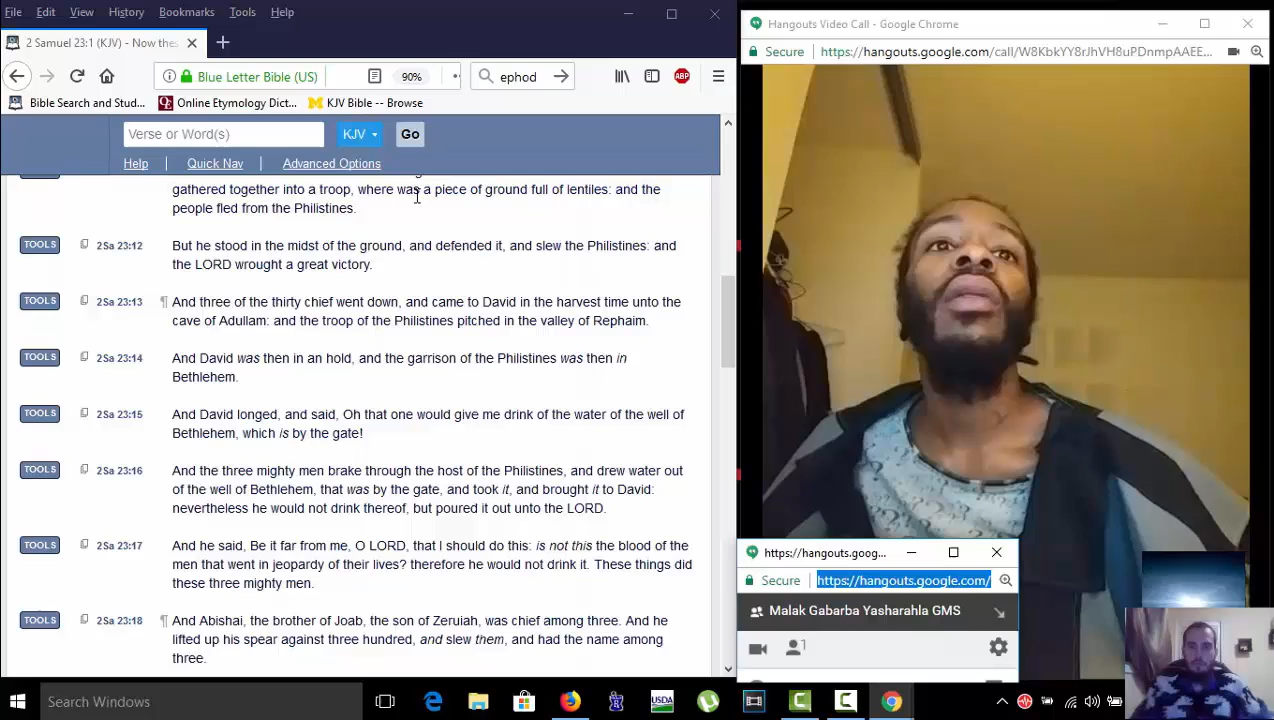 File Edit View History Bookmarks Tools Help
2 Samuel 23:1 (KJV) - Now thes
Blue Letter Bible (US) 90% ephod
Bible Search and Stud... Online Etymology Dict... KJV Bible -- Browse
Verse or Word(s) KJV Go
Help | Quick Nav | Advanced Options
gathered together into a troop, where was a piece of ground full of lentiles: and the
people fled from the Philistines.
TOOLS 2Sa 23:12 But he stood in the midst of the ground, and defended it, and slew the Philistines: and
the LORD wrought a great victory.
TOOLS 2Sa 23:13 ¶ And three of the thirty chief went down, and came to David in the harvest time unto the
cave of Adullam: and the troop of the Philistines pitched in the valley of Rephaim.
TOOLS 2Sa 23:14 And David was then in an hold, and the garrison of the Philistines was then in
Bethlehem.
TOOLS 2Sa 23:15 And David longed, and said, Oh that one would give me drink of the water of the well of
Bethlehem, which is by the gate!
TOOLS 2Sa 23:16 And the three mighty men brake through the host of the Philistines, and drew water out
of the well of Bethlehem, that was by the gate, and took it, and brought it to David:
nevertheless he would not drink thereof, but poured it out unto the LORD.
TOOLS 2Sa 23:17 And he said, Be it far from me, O LORD, that I should do this: is not this the blood of the
men that went in jeopardy of their lives? therefore he would not drink it. These things did
these three mighty men.
TOOLS 2Sa 23:18 ¶ And Abishai, the brother of Joab, the son of Zeruiah, was chief among three. And he
lifted up his spear against three hundred, and slew them, and had the name among
three.
Hangouts Video Call - Google Chrome
Secure https://hangouts.google.com/call/W8KbkYY8rJhVH8uPDnmpAAEE...
https://hangouts.goog...
Secure https://hangouts.google.com/
Malak Gabarba Yasharahla GMS
1
Search Windows
USDA
ABP